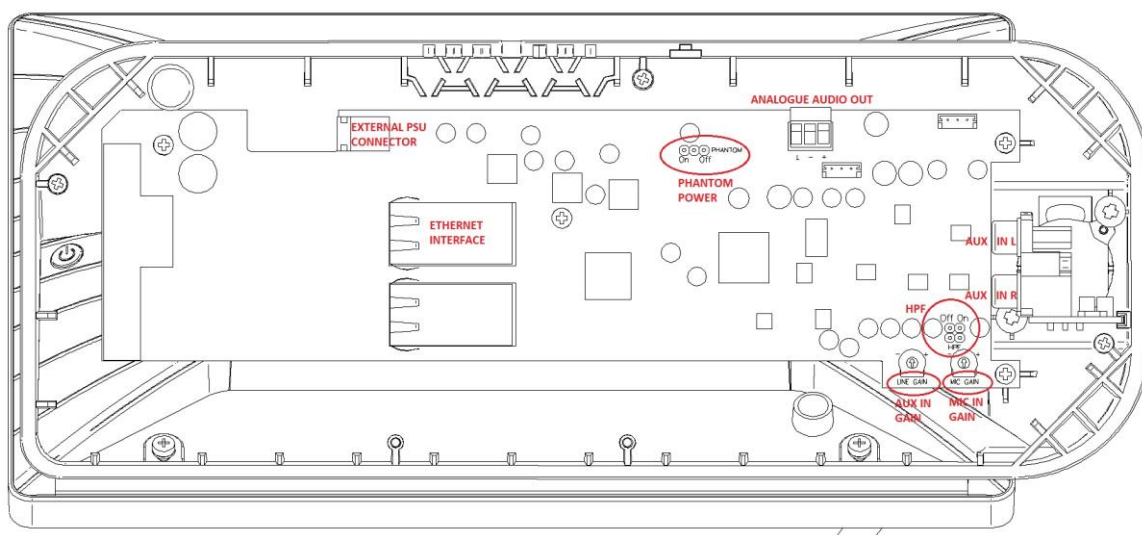 ANALOGUE AUDIO OUT
EXTERNAL PSU
CONNECTOR
PHANTOM
On Off
L - +
PHANTOM
POWER
ETHERNET
INTERFACE
AUX IN L
AUX IN R
HPF
Off On
HPF
- + - +
LINE GAIN
MIC GAIN
AUX IN
GAIN
MIC IN
GAIN